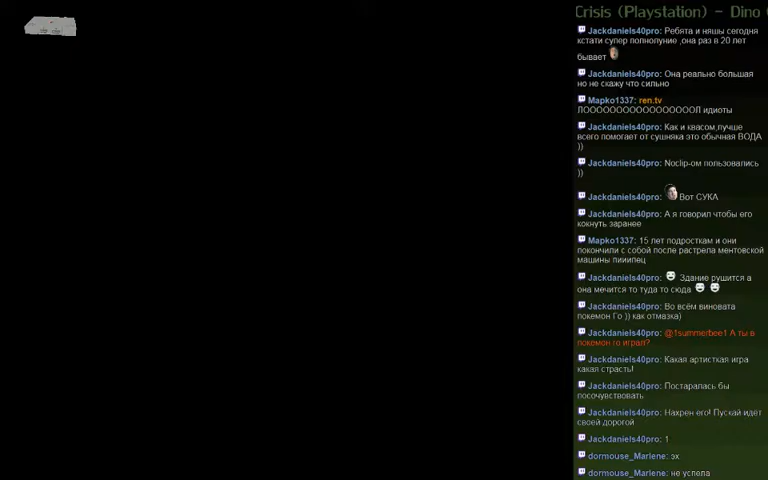 Crisis (Playstation) - Dino
Jackdaniels40pro: Ребята и няшы сегодня
кстати супер полнолуние ,она раз в 20 лет
бывает
Jackdaniels40pro: Она реально большая
но не скажу что сильно
Mapko1337: ren.tv
ЛООООООООООООООООЛ идиоты
Jackdaniels40pro: Как и квасом,лучше
всего помогает от сушняка это обычная ВОДА
))
Jackdaniels40pro: Noclip-ом пользовались
))
Jackdaniels40pro: Вот СУКА
Jackdaniels40pro: А я говорил чтобы его
кокнуть заранее
Mapko1337: 15 лет подросткам и они
покончили с собой после растрела ментовской
машины пииипец
Jackdaniels40pro: Здание рушится а
она мечится то туда то сюда
Jackdaniels40pro: Во всём виновата
покемон Го )) как отмазка)
Jackdaniels40pro: @1summerbee1 А ты в
покемон го играл?
Jackdaniels40pro: Какая артисткая игра
какая страсть!
Jackdaniels40pro: Постаралась бы
посочувствовать
Jackdaniels40pro: Нахрен его! Пускай идет
своей дорогой
Jackdaniels40pro: 1
dormouse_Marlene: эх
dormouse_Marlene: не успела